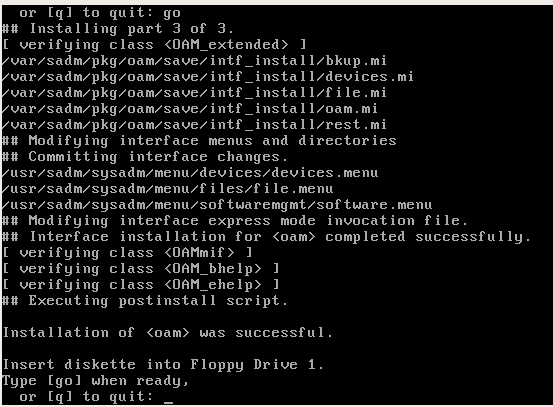 or [q] to quit: go
## Installing part 3 of 3.
[ verifying class <OAM_extended> ]
/var/sadm/pkg/oam/save/intf_install/bkup.mi
/var/sadm/pkg/oam/save/intf_install/devices.mi
/var/sadm/pkg/oam/save/intf_install/file.mi
/var/sadm/pkg/oam/save/intf_install/oam.mi
/var/sadm/pkg/oam/save/intf_install/rest.mi
## Modifying interface menus and directories
## Committing interface changes.
/usr/sadm/sysadm/menu/devices/devices.menu
/usr/sadm/sysadm/menu/files/file.menu
/usr/sadm/sysadm/menu/softwaremgmt/software.menu
## Modifying interface express mode invocation file.
## Interface installation for <oam> completed successfully.
[ verifying class <OAMmif> ]
[ verifying class <OAM_bhelp> ]
[ verifying class <OAM_ehelp> ]
## Executing postinstall script.
Installation of <oam> was successful.
Insert diskette into Floppy Drive 1.
Type [go] when ready,
or [q] to quit: _